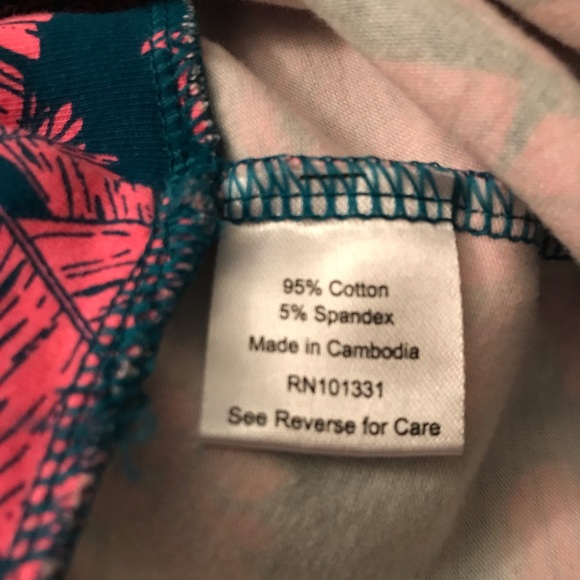 95% Cotton
5% Spandex
Made in Cambodia
RN101331
See Reverse for Care